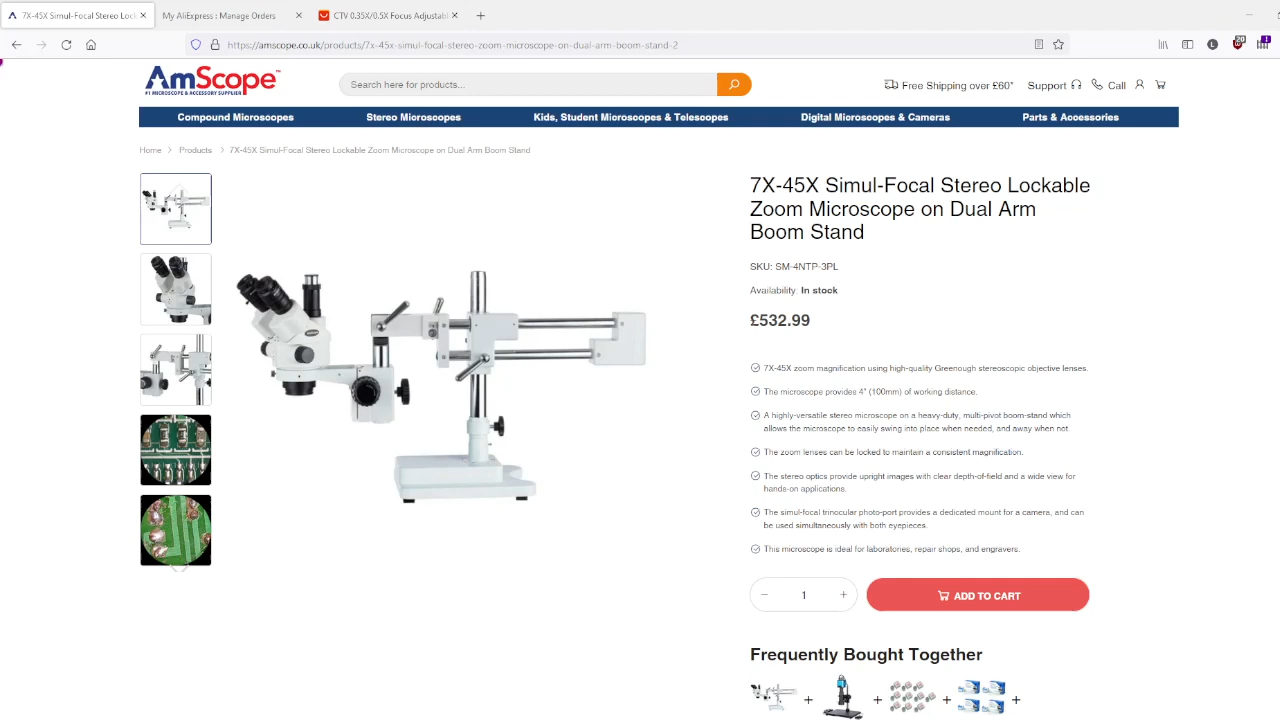 7X-45X Simul-Focal Stereo Lock
My AliExpress : Manage Orders
CTV 0.35X/0.5X Focus Adjustabl
https://amscope.co.uk/products/7x-45x-simul-focal-stereo-zoom-microscope-on-dual-arm-boom-stand-2
20
1
AmScope™
#1 MICROSCOPE & ACCESSORY SUPPLIER
Search here for products...
Free Shipping over £60*
Support
Call
Compound Microscopes
Stereo Microscopes
Kids, Student Microscopes & Telescopes
Digital Microscopes & Cameras
Parts & Accessories
Home > Products > 7X-45X Simul-Focal Stereo Lockable Zoom Microscope on Dual Arm Boom Stand
7X-45X Simul-Focal Stereo Lockable
Zoom Microscope on Dual Arm
Boom Stand
SKU: SM-4NTP-3PL
Availability: In stock
£532.99
7X-45X zoom magnification using high-quality Greenough stereoscopic objective lenses.
The microscope provides 4" (100mm) of working distance.
A highly-versatile stereo microscope on a heavy-duty, multi-pivot boom-stand which
allows the microscope to easily swing into place when needed, and away when not.
The zoom lenses can be locked to maintain a consistent magnification.
The stereo optics provide upright images with clear depth-of-field and a wide view for
hands-on applications.
The simul-focal trinocular photo-port provides a dedicated mount for a camera, and can
be used simultaneously with both eyepieces.
This microscope is ideal for laboratories, repair shops, and engravers.
− 1 +
ADD TO CART
Frequently Bought Together
+ + + +